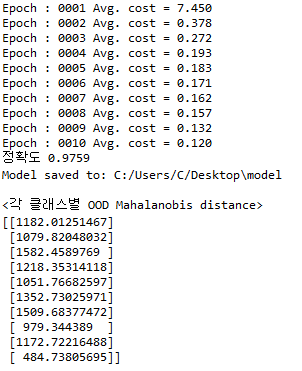 Epoch : 0001 Avg. cost = 7.450
Epoch : 0002 Avg. cost = 0.378
Epoch : 0003 Avg. cost = 0.272
Epoch : 0004 Avg. cost = 0.193
Epoch : 0005 Avg. cost = 0.183
Epoch : 0006 Avg. cost = 0.171
Epoch : 0007 Avg. cost = 0.162
Epoch : 0008 Avg. cost = 0.157
Epoch : 0009 Avg. cost = 0.132
Epoch : 0010 Avg. cost = 0.120
정확도 0.9759
Model saved to: C:/Users/C/Desktop\model
<각 클래스별 OOD Mahalanobis distance>
[[1182.01251467]
[1079.82048032]
[1582.4589769 ]
[1218.35314118]
[1051.76682597]
[1352.73025971]
[1509.68377472]
[ 979.344389 ]
[1172.72216488]
[ 484.73805695]]